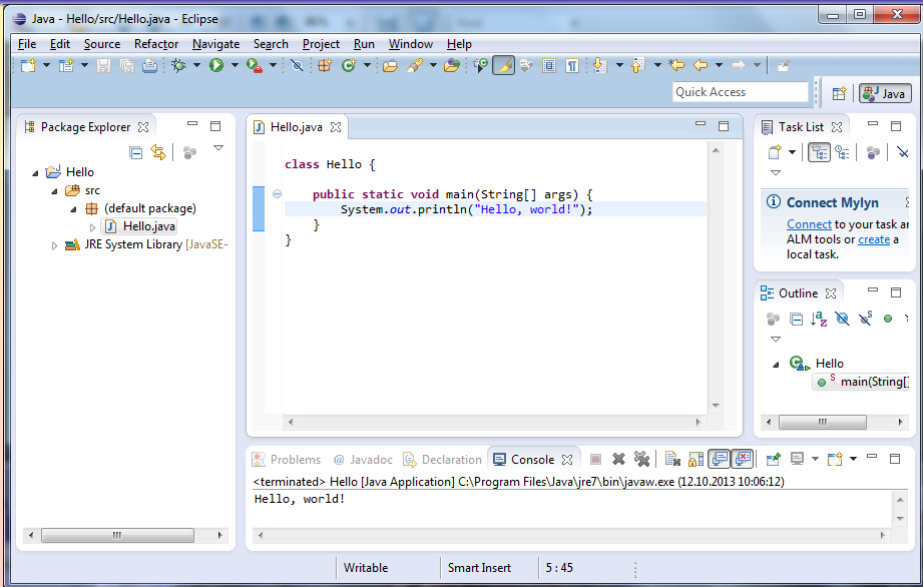 Java - Hello/src/Hello.java - Eclipse
File Edit Source Refactor Navigate Search Project Run Window Help
Quick Access
Java
Package Explorer
Hello
src
(default package)
Hello.java
JRE System Library [JavaSE-
Hello.java
class Hello {
public static void main(String[] args) {
System.out.println("Hello, world!");
}
}
Task List
Connect Mylyn
Connect to your task ar
ALM tools or create a
local task.
Outline
Hello
main(String[]
Problems @ Javadoc Declaration Console
<terminated> Hello [Java Application] C:\Program Files\Java\jre7\bin\javaw.exe (12.10.2013 10:06:12)
Hello, world!
Writable Smart Insert 5 : 45